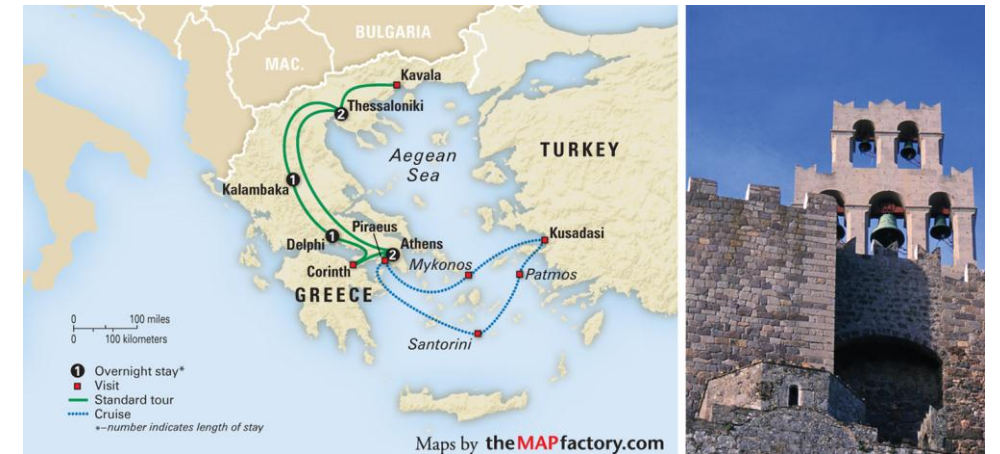 BULGARIA
MAC.
Kavala
2
Thessaloniki
Aegean
Sea
TURKEY
1
Kalambaka
1
Delphi
Piraeus
2
Athens
Kusadasi
Corinth
Mykonos
Patmos
GREECE
Santorini
0 100 miles
0 100 kilometers
1 Overnight stay*
Visit
Standard tour
Cruise
*–number indicates length of stay
Maps by theMAPfactory.com